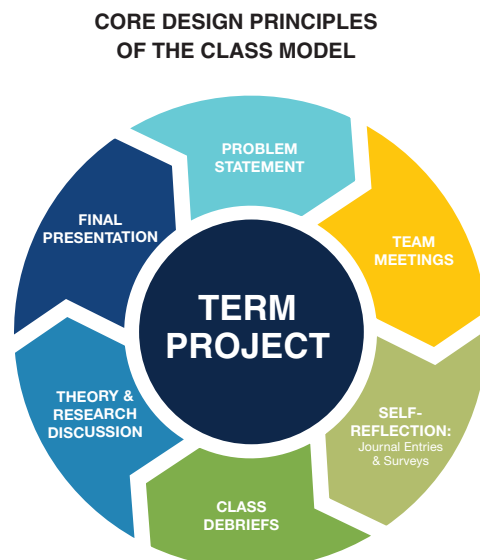 CORE DESIGN PRINCIPLES
OF THE CLASS MODEL
PROBLEM
STATEMENT
TEAM
MEETINGS
SELF-
REFLECTION:
Journal Entries
& Surveys
CLASS
DEBRIEFS
THEORY &
RESEARCH
DISCUSSION
FINAL
PRESENTATION
TERM
PROJECT